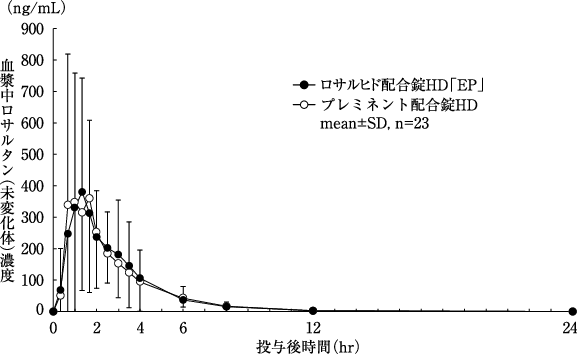 (ng/mL)
900
800
700
600
500
400
300
200
100
0
血漿中ロサルタン(未変化体)濃度
ロサルヒド配合錠HD「EP」
プレミネント配合錠HD
mean±SD, n=23
0 2 4 6 12 24
投与後時間(hr)